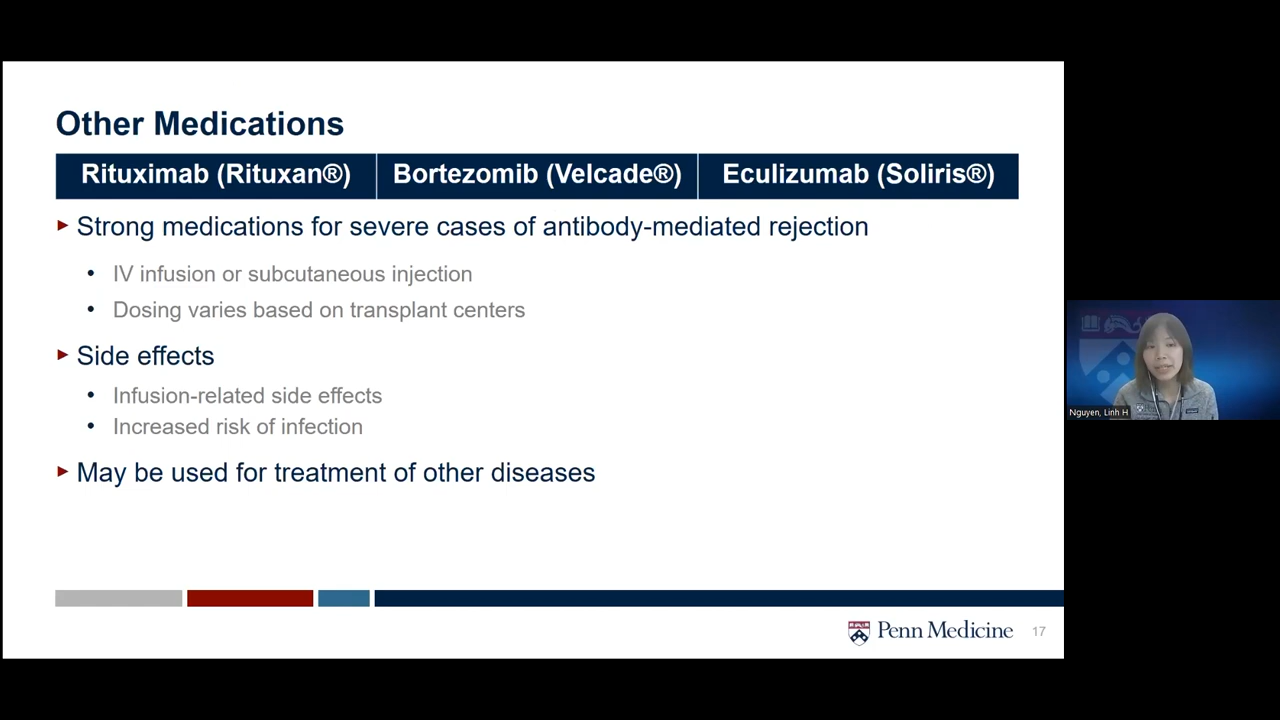 Other Medications
Rituximab (Rituxan®) Bortezomib (Velcade®) Eculizumab (Soliris®)
Strong medications for severe cases of antibody-mediated rejection
IV infusion or subcutaneous injection
Dosing varies based on transplant centers
Side effects
Infusion-related side effects
Increased risk of infection
May be used for treatment of other diseases
Nguyen, Linh H
Penn Medicine 17